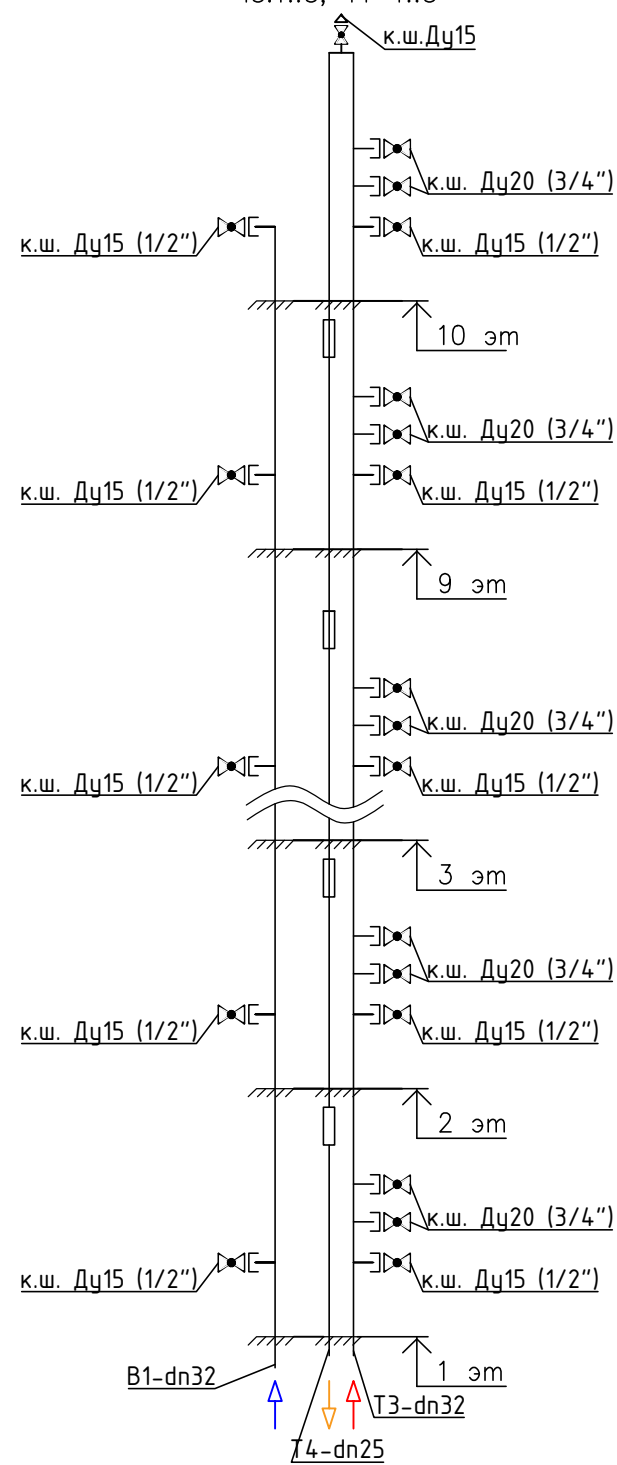 к.ш.Ду15
к.ш. Ду20 (3/4")
к.ш. Ду15 (1/2")
к.ш. Ду15 (1/2")
10 эт
к.ш. Ду20 (3/4")
к.ш. Ду15 (1/2")
к.ш. Ду15 (1/2")
9 эт
к.ш. Ду20 (3/4")
к.ш. Ду15 (1/2")
к.ш. Ду15 (1/2")
3 эт
к.ш. Ду20 (3/4")
к.ш. Ду15 (1/2")
к.ш. Ду15 (1/2")
2 эт
к.ш. Ду20 (3/4")
к.ш. Ду15 (1/2")
к.ш. Ду15 (1/2")
1 эт
В1-dn32
Т3-dn32
Т4-dn25